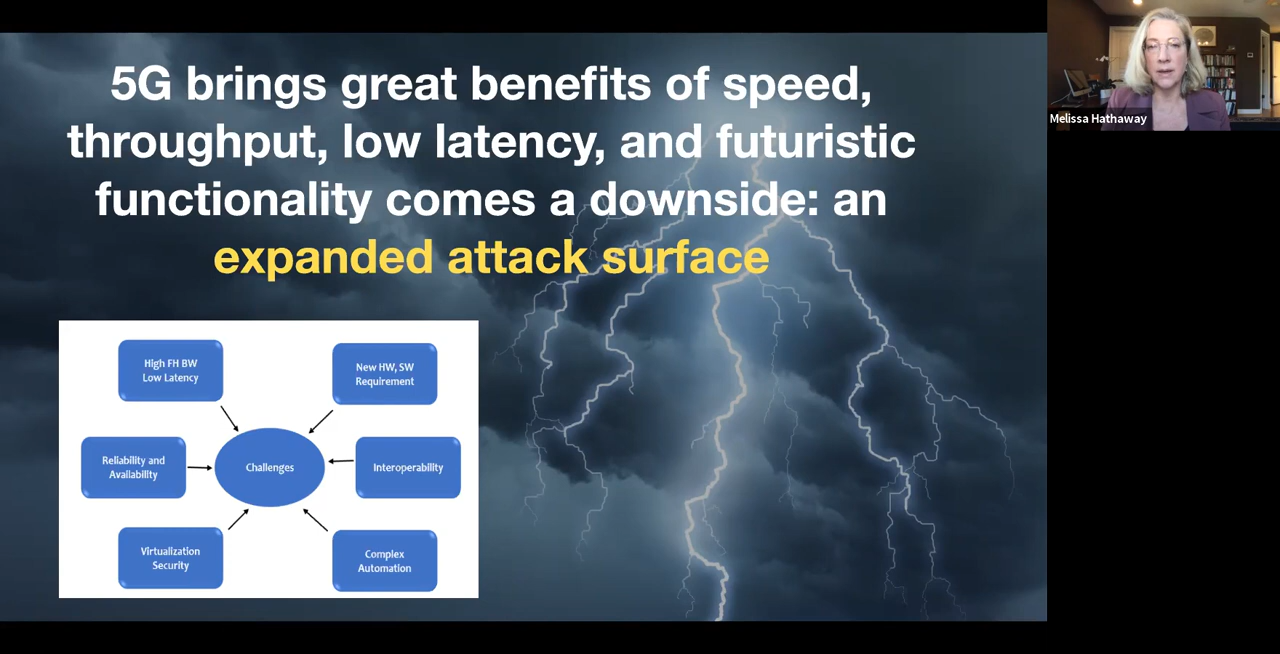 5G brings great benefits of speed,
throughput, low latency, and futuristic
functionality comes a downside: an
expanded attack surface
High FH BW
Low Latency
New HW, SW
Requirement
Reliability and
Availability
Challenges
Interoperability
Virtualization
Security
Complex
Automation
Melissa Hathaway